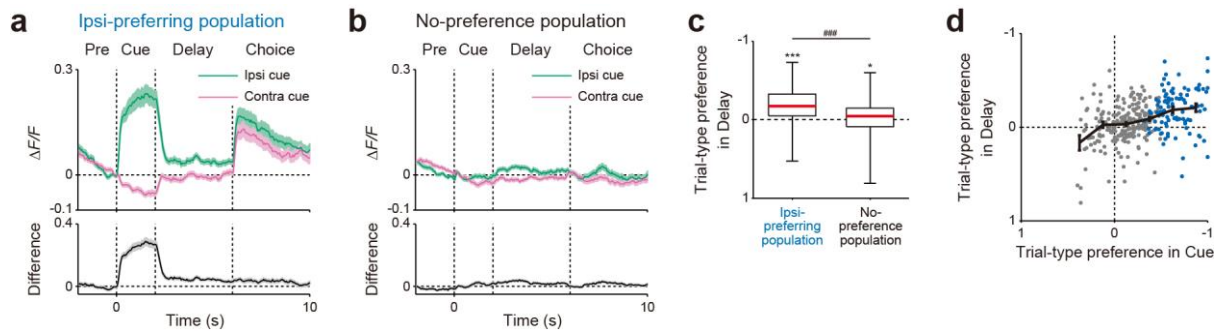 a
Ipsi-preferring population
Pre Cue Delay Choice
0.3
Ipsi cue
Contra cue
ΔF/F
0
-0.1
0.4
Difference
0
0
10
Time (s)
b
No-preference population
Pre Cue Delay Choice
0.3
Ipsi cue
Contra cue
ΔF/F
0
-0.1
0.4
Difference
0
0
10
Time (s)
c
###
-1
***
*
Trial-type preference
in Delay
0
1
Ipsi-
preferring
population
No-
preference
population
d
-1
Trial-type preference
in Delay
0
1
1
0
-1
Trial-type preference in Cue